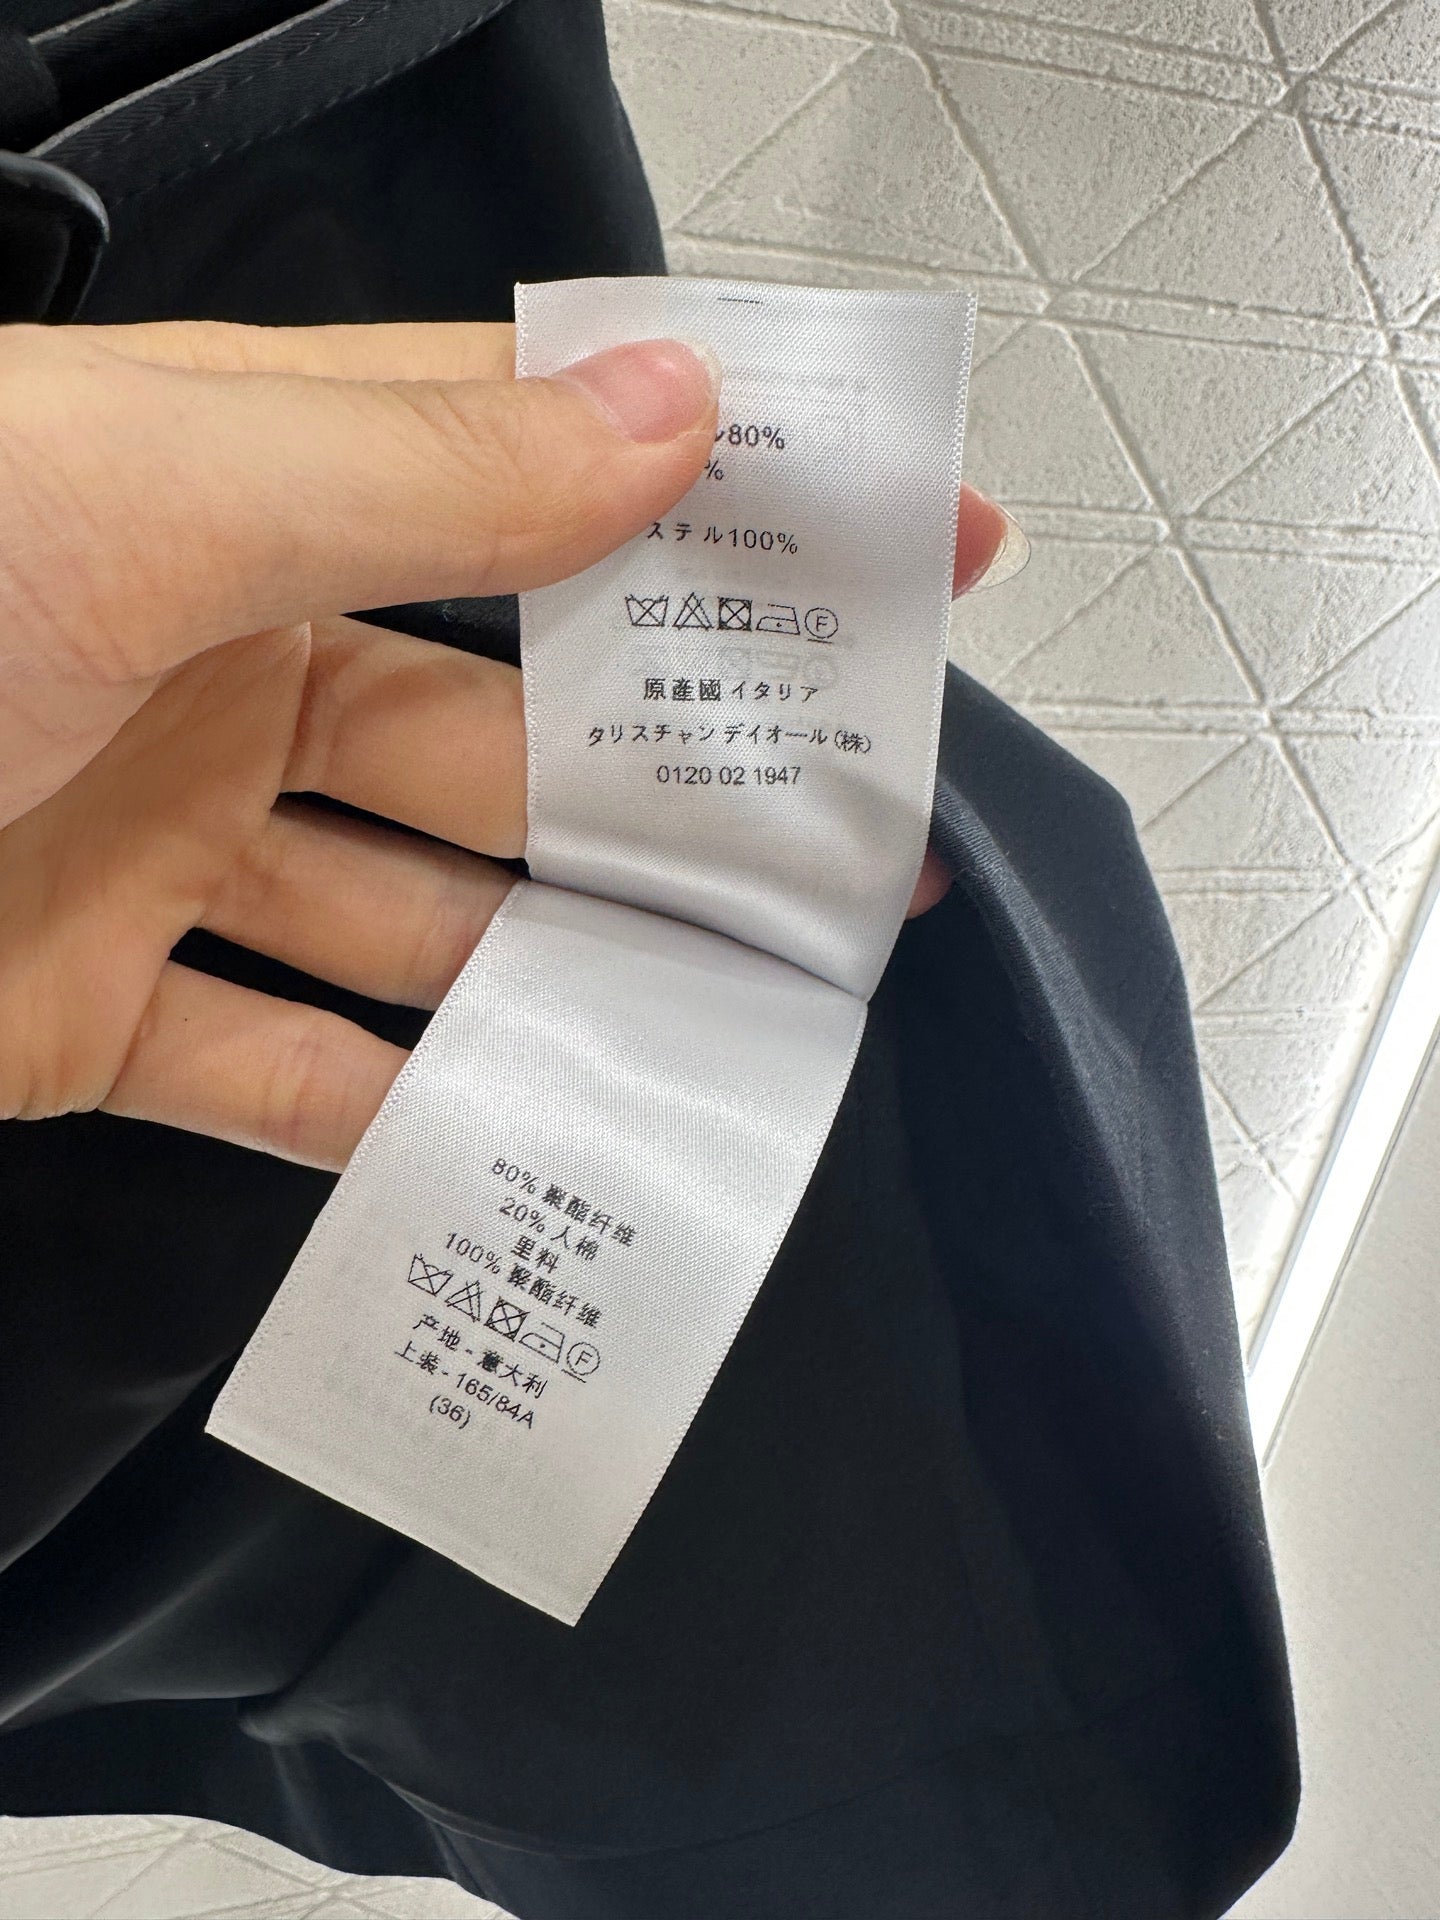 ル80%
%
ステル100%
F
原産國イタリア
タリスチャンディオール(株)
0120 02 1947
80% 聚酯纤维
20% 人棉
里料
100% 聚酯纤维
F
产地 - 意大利
上装 - 165/84A
(36)